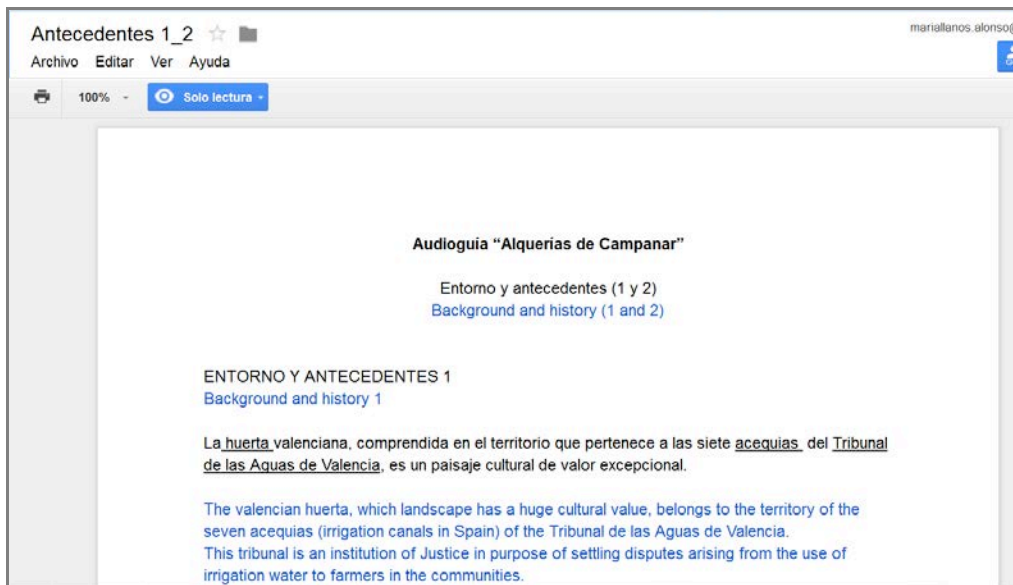 Antecedentes 1_2
mariallanos.alonso@
Archivo Editar Ver Ayuda
100%
Solo lectura
Audioguia “Alquerias de Campanar”
Entorno y antecedentes (1 y 2)
Background and history (1 and 2)
ENTORNO Y ANTECEDENTES 1
Background and history 1
La huerta valenciana, comprendida en el territorio que pertenece a las siete acequias del Tribunal
de las Aguas de Valencia, es un paisaje cultural de valor excepcional.
The valencian huerta, which landscape has a huge cultural value, belongs to the territory of the
seven acequias (irrigation canals in Spain) of the Tribunal de las Aguas de Valencia.
This tribunal is an institution of Justice in purpose of settling disputes arising from the use of
irrigation water to farmers in the communities.